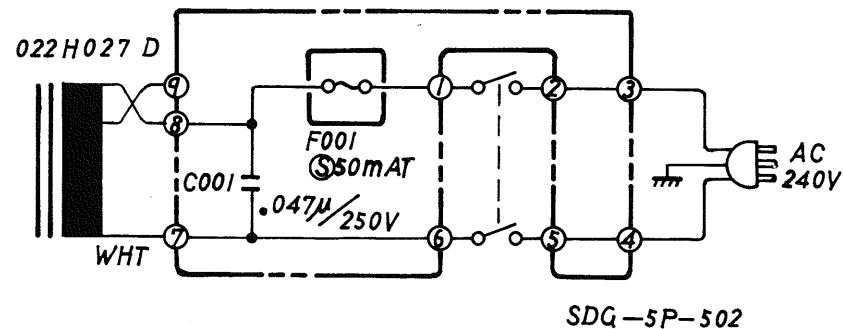 022H027 D
9
8
7
WHT
C001
.047μ/250V
F001
Ⓢ50mAT
1
2
3
6
5
4
AC
240V
SDG-5P-502